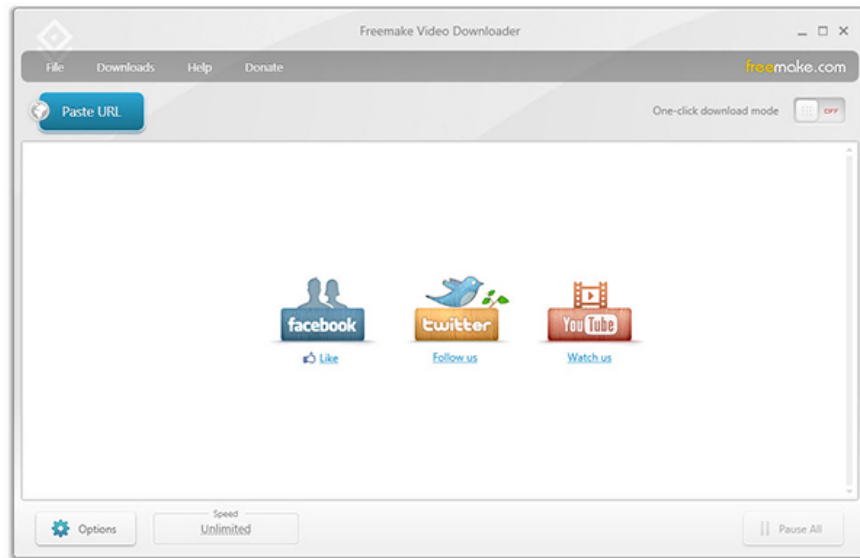 Freemake Video Downloader
File Downloads Help Donate freemake.com
Paste URL One-click download mode OFF
facebook twitter YouTube
Like Follow us Watch us
Options Speed Unlimited Pause All